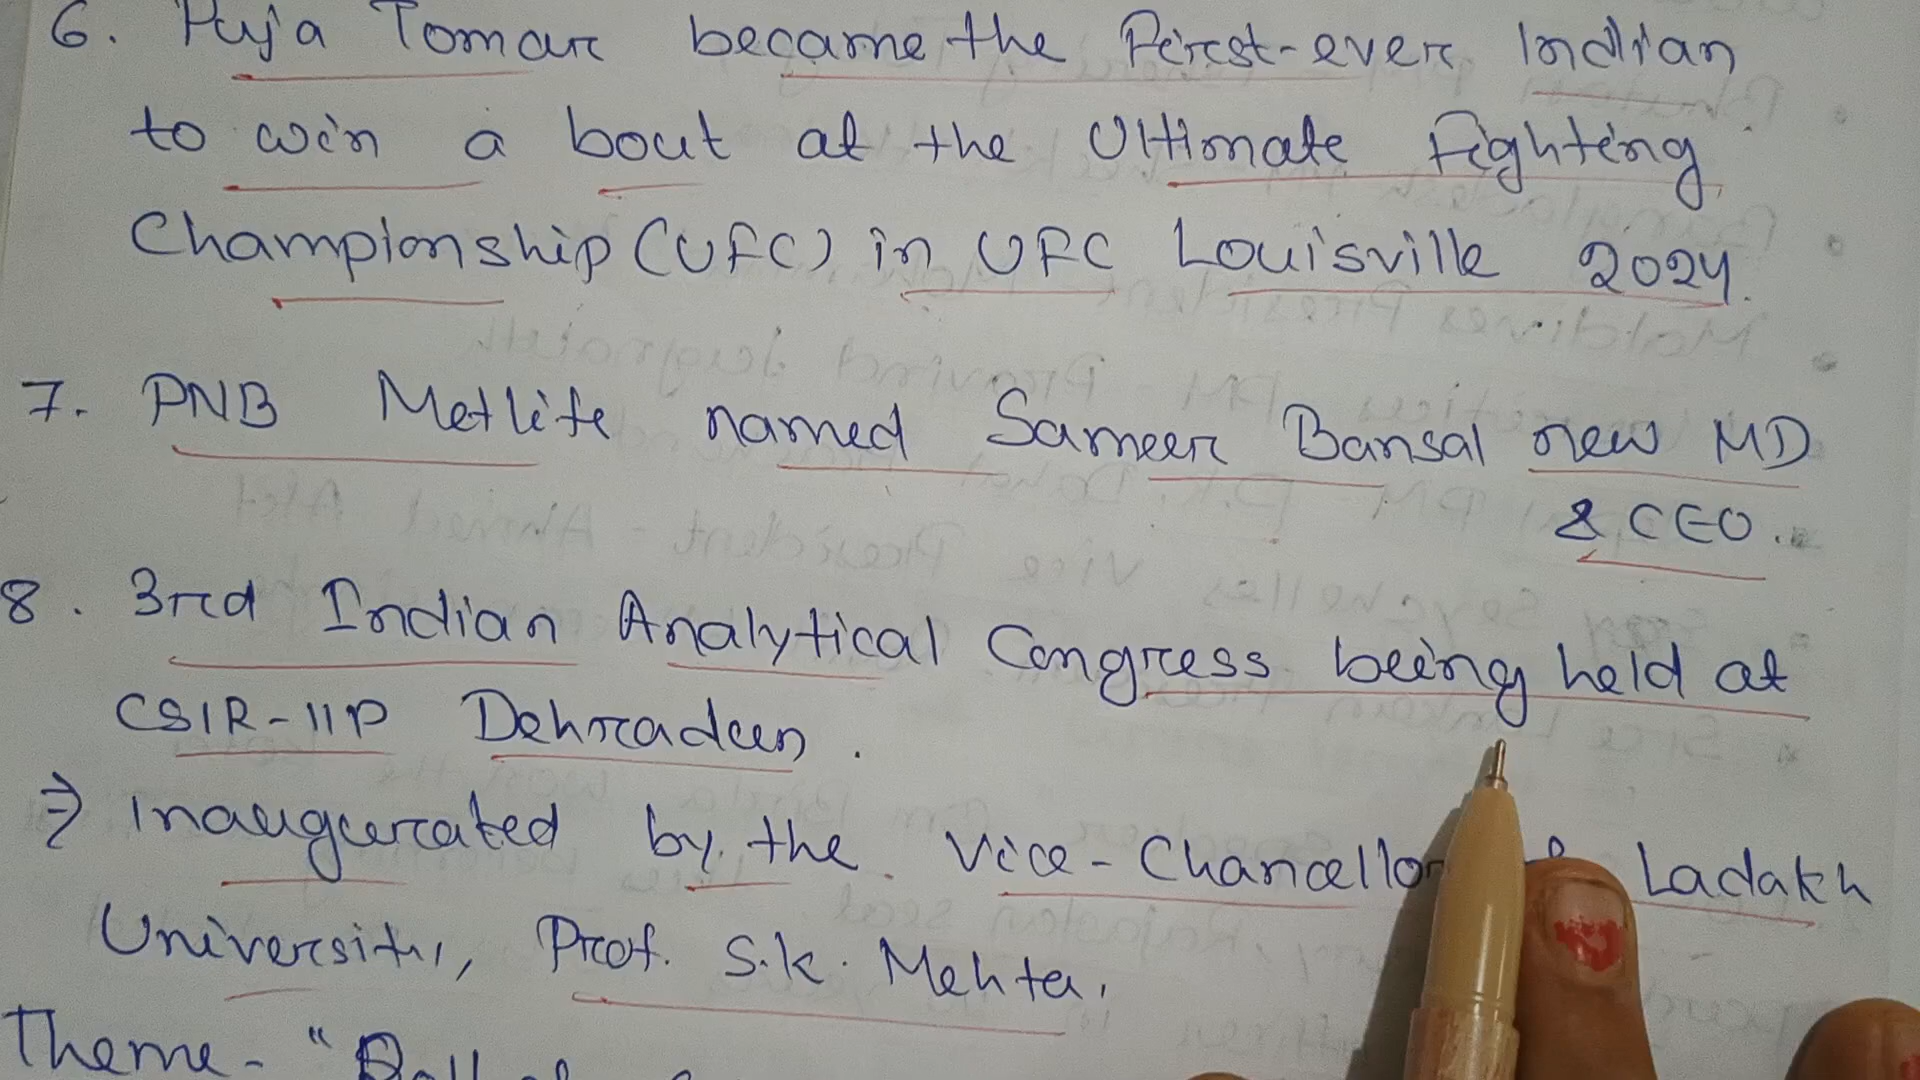 6. Puja Tomar became the First-ever Indian
to win a bout at the Ultimate Fighting
Championship (UFC) in UFC Louisville 2024.
7. PNB Metlife named Sameer Bansal new MD
& CEO.
8. 3rd Indian Analytical Congress being held at
CSIR-IIP Dehradun.
⇒ Inaugurated by the Vice-Chancellor Ladakh
University, Prof. S.K. Mehta,
Theme - "